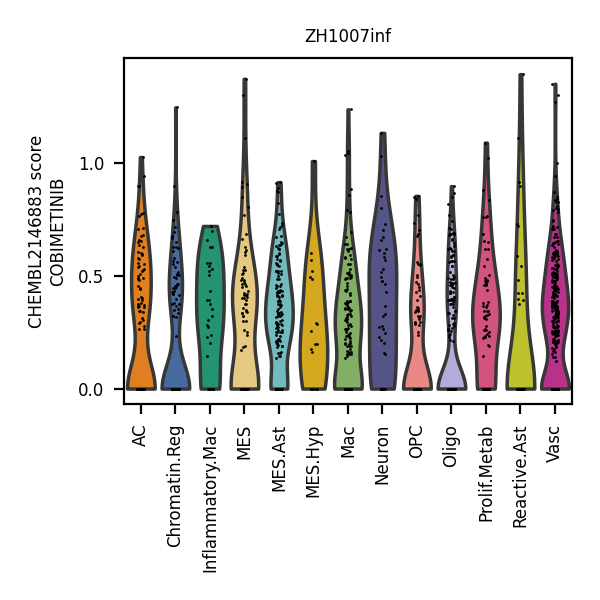 ZH1007inf
CHEMBL2146883 score
COBIMETINIB
1.0
0.5
0.0
AC
Chromatin.Reg
Inflammatory.Mac
MES
MES.Ast
MES.Hyp
Mac
Neuron
OPC
Oligo
Prolif.Metab
Reactive.Ast
Vasc